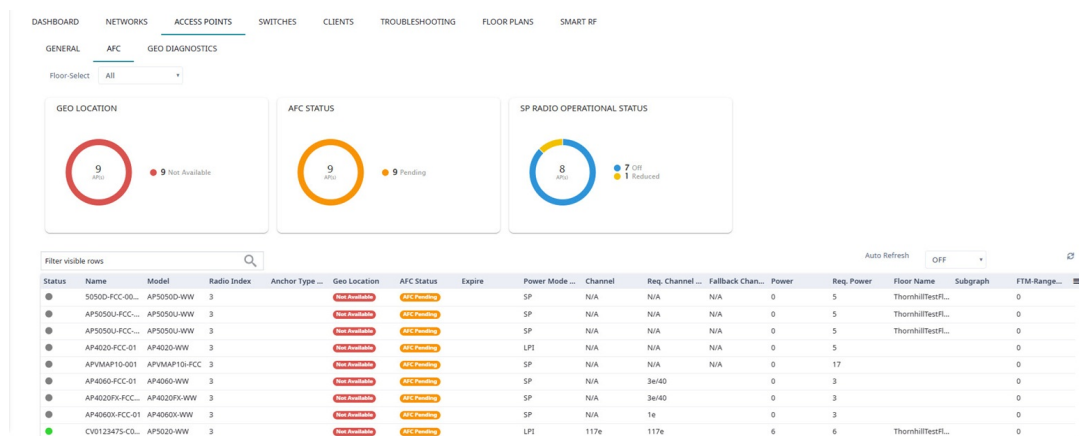 DASHBOARD NETWORKS ACCESS POINTS SWITCHES CLIENTS TROUBLESHOOTING FLOOR PLANS SMART RF
GENERAL AFC GEO DIAGNOSTICS
Floor-Select All
GEO LOCATION
9
AP(s)
9 Not Available
AFC STATUS
9
AP(s)
9 Pending
SP RADIO OPERATIONAL STATUS
8
AP(s)
7 Off
1 Reduced
Filter visible rows
Auto Refresh OFF
Status Name Model Radio Index Anchor Type ... Geo Location AFC Status Expire Power Mode ... Channel Req. Channel ... Fallback Chan... Power Req. Power Floor Name Subgraph FTM-Range...
5050D-FCC-00... AP5050D-WW 3 Not Available AFC Pending SP N/A N/A N/A 0 5 ThornhillTestFl... 0
AP5050U-FCC-... AP5050U-WW 3 Not Available AFC Pending SP N/A N/A N/A 0 5 ThornhillTestFl... 0
AP5050U-FCC-... AP5050U-WW 3 Not Available AFC Pending SP N/A N/A N/A 0 5 ThornhillTestFl... 0
AP4020-FCC-01 AP4020-WW 3 Not Available AFC Pending LPI N/A N/A N/A 0 5 0
APVMAP10-001 APVMAP10i-FCC 3 Not Available AFC Pending SP N/A N/A N/A 0 17 0
AP4060-FCC-01 AP4060-WW 3 Not Available AFC Pending SP N/A 3e/40 0 3 0
AP4020FX-FCC... AP4020FX-WW 3 Not Available AFC Pending SP N/A 3e/40 0 3 0
AP4060X-FCC-01 AP4060X-WW 3 Not Available AFC Pending SP N/A 1e 0 3 0
CV012347S-C0... AP5020-WW 3 Not Available AFC Pending LPI 117e 117e 6 6 ThornhillTestFl... 0